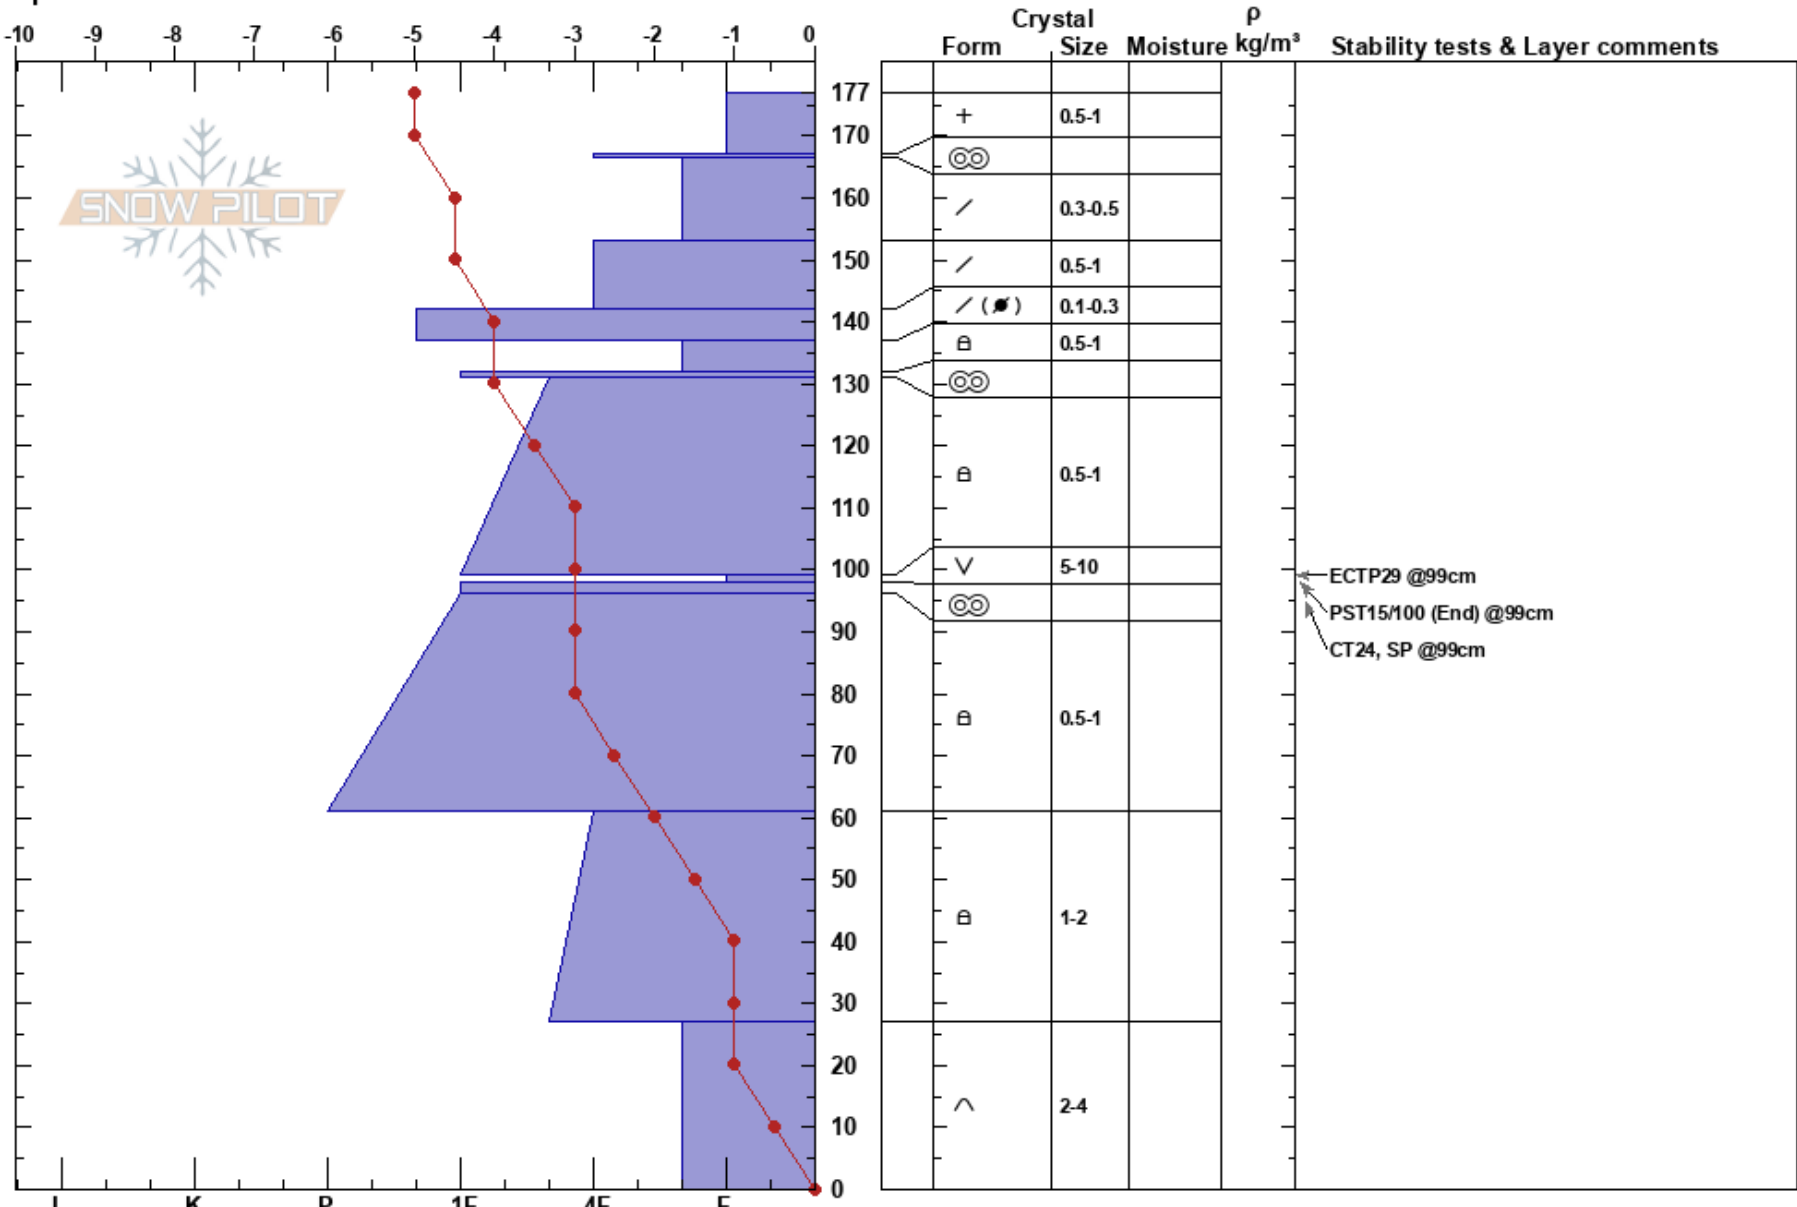 Crystal ρ
-10 -9 -8 -7 -6 -5 -4 -3 -2 -1 0
Form Size Moisture kg/m³ Stability tests & Layer comments
177
+ 0.5-1
170
SNOW PILOT
160
/ 0.3-0.5
150
/ 0.5-1
/ ( ) 0.1-0.3
140
0.5-1
130
120
0.5-1
110
100
V 5-10
ECTP29 @99cm
PST15/100 (End) @99cm
90
CT24, SP @99cm
80
0.5-1
70
60
50
1-2
40
30
20
2-4
10
0
I K P 1F 4F F